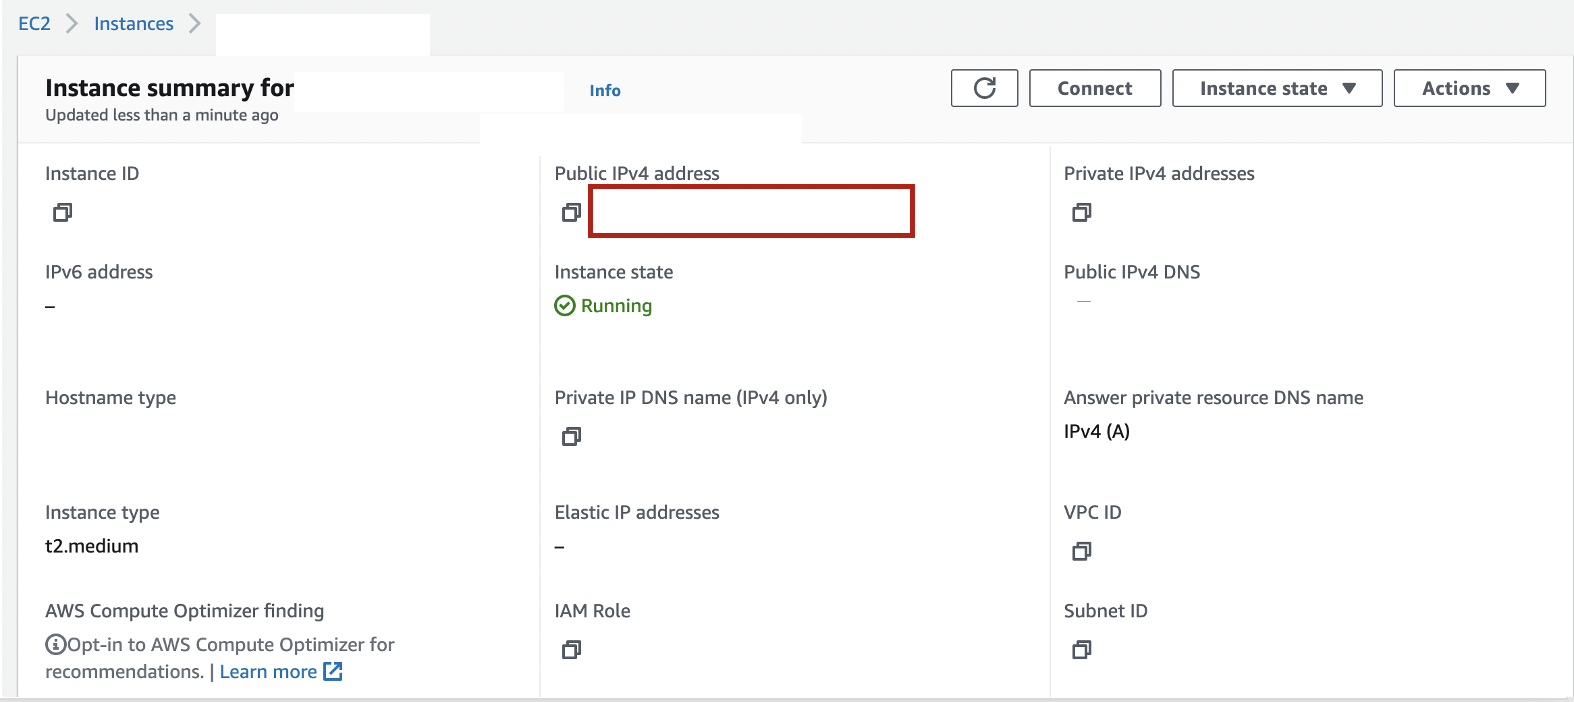 EC2 Instances
Instance summary for Info
Updated less than a minute ago
Connect
Instance state
Actions
Instance ID
Public IPv4 address
Private IPv4 addresses
IPv6 address
–
Instance state
Running
Public IPv4 DNS
—
Hostname type
Private IP DNS name (IPv4 only)
Answer private resource DNS name
IPv4 (A)
Instance type
t2.medium
Elastic IP addresses
–
VPC ID
AWS Compute Optimizer finding
Opt-in to AWS Compute Optimizer for
recommendations. | Learn more
IAM Role
Subnet ID